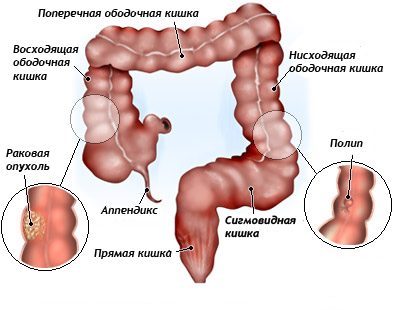 Поперечная ободочная кишка
Восходящая
ободочная
кишка
Нисходящая
ободочная кишка
Раковая
опухоль
Полип
Аппендикс
Сигмовидная
кишка
Прямая кишка